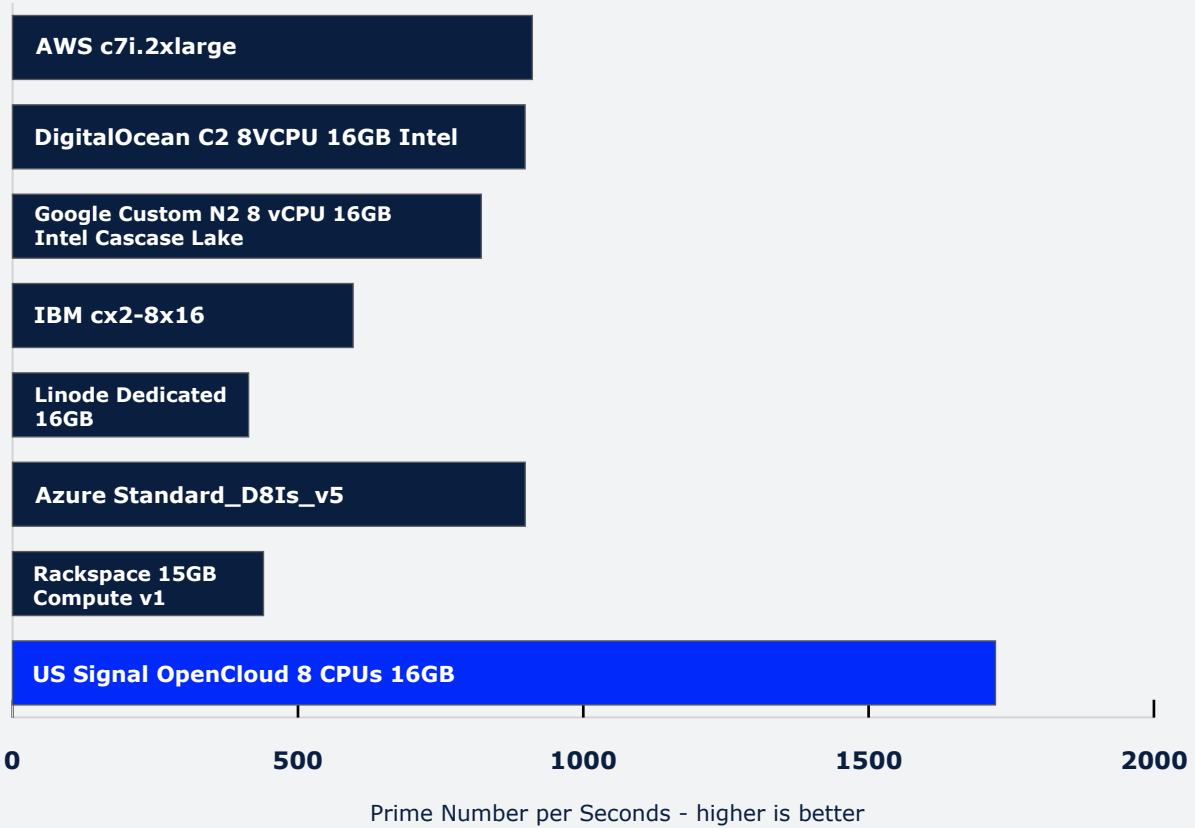 AWS c7i.2xlarge
DigitalOcean C2 8VCPU 16GB Intel
Google Custom N2 8 vCPU 16GB
Intel Cascase Lake
IBM cx2-8x16
Linode Dedicated
16GB
Azure Standard_D8Is_v5
Rackspace 15GB
Compute v1
US Signal OpenCloud 8 CPUs 16GB
0 500 1000 1500 2000
Prime Number per Seconds - higher is better